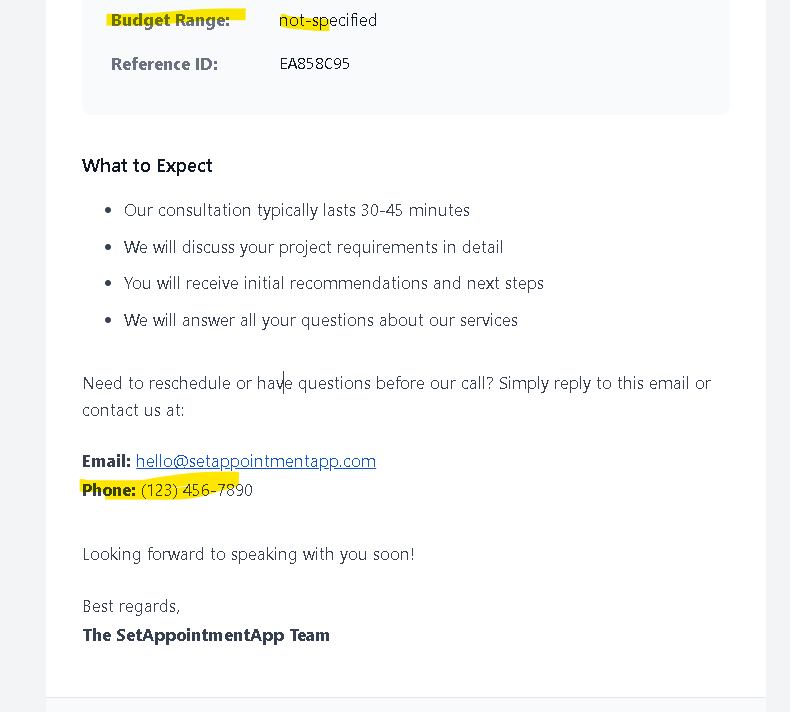 Budget Range: not-specified
Reference ID: EA858C95
What to Expect
• Our consultation typically lasts 30-45 minutes
• We will discuss your project requirements in detail
• You will receive initial recommendations and next steps
• We will answer all your questions about our services
Need to reschedule or have questions before our call? Simply reply to this email or
contact us at:
Email: hello@setappointmentapp.com
Phone: (123) 456-7890
Looking forward to speaking with you soon!
Best regards,
The SetAppointmentApp Team